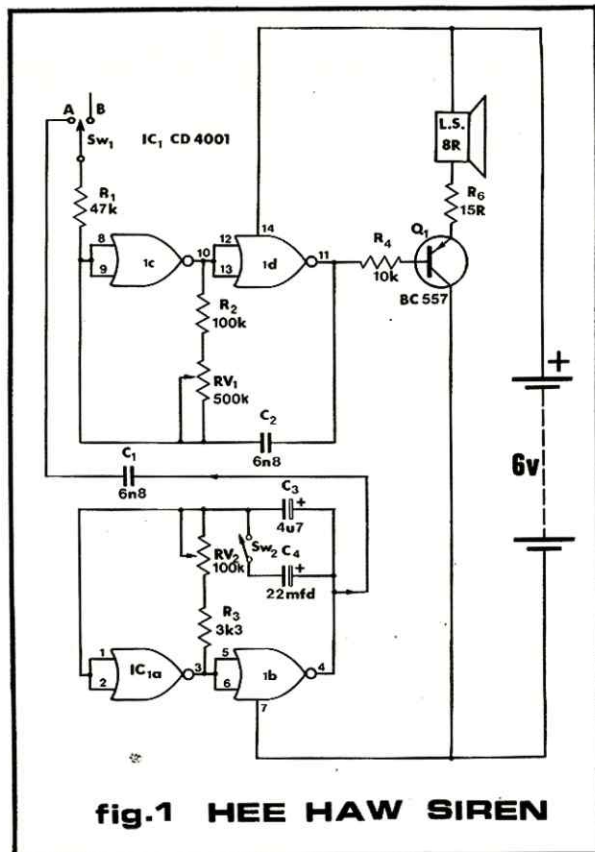 A B
Sw1
IC1 CD 4001
R1
47k
8
9
1c
10
12
13
1d
14
11
R2
100k
RV1
500k
C2
6n8
R4
10k
Q1
BC 557
L.S.
8R
R6
15R
+
6v
C1
6n8
C3
+
4u7
RV2
100k
Sw2
C4
+
22mfd
R3
3k3
1
2
IC1a
3
5
6
1b
4
7
fig.1 HEE HAW SIREN